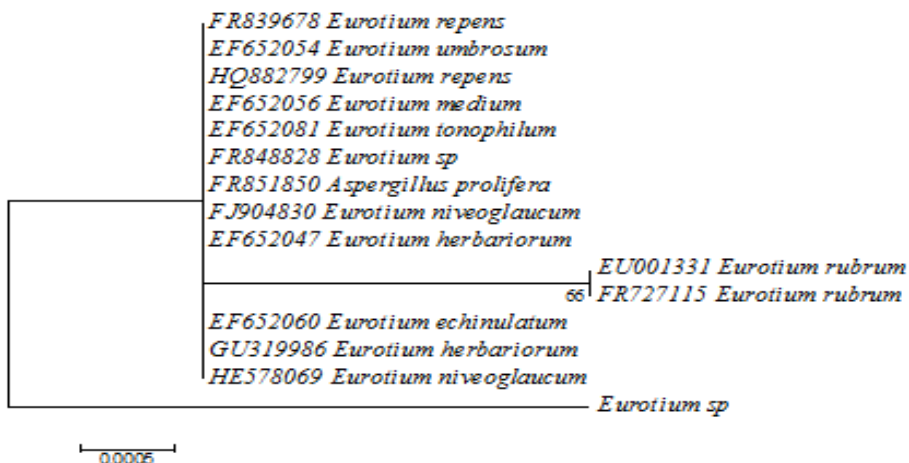 FR839678 Eurotium repens
EF652054 Eurotium umbrosum
HQ882799 Eurotium repens
EF652056 Eurotium medium
EF652081 Eurotium tonophilum
FR848828 Eurotium sp
FR851850 Aspergillus prolifera
FJ904830 Eurotium niveoglaucum
EF652047 Eurotium herbariorum
EU001331 Eurotium rubrum
66 FR727115 Eurotium rubrum
EF652060 Eurotium echinulatum
GU319986 Eurotium herbariorum
HE578069 Eurotium niveoglaucum
Eurotium sp
0.0005